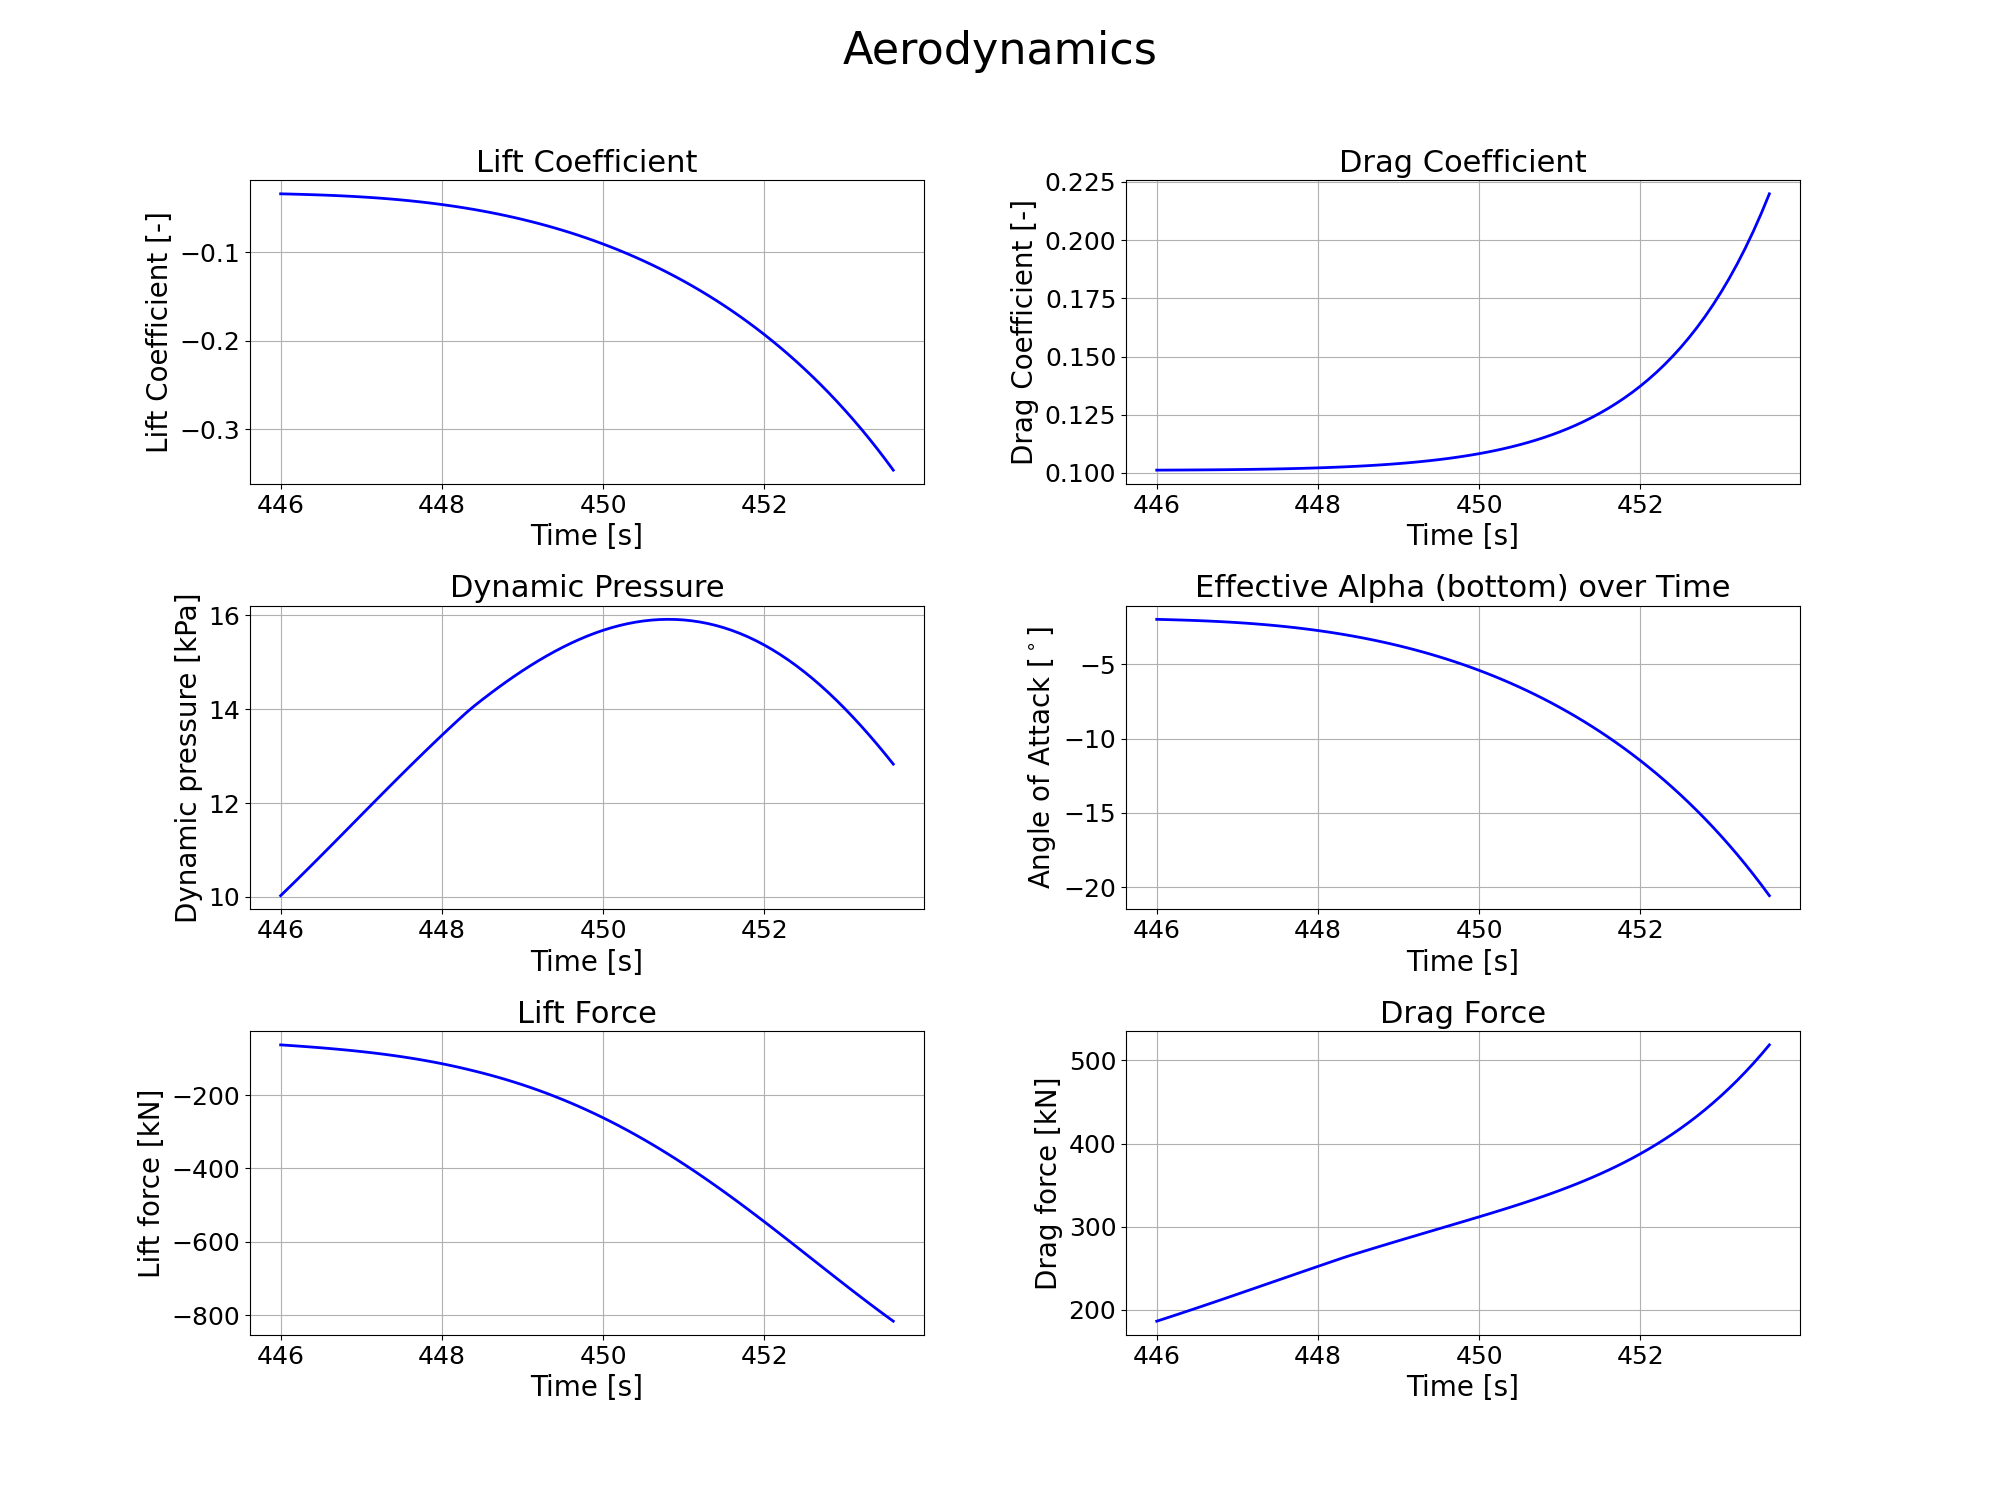 Aerodynamics
Lift Coefficient
Lift Coefficient [-]
−0.1
−0.2
−0.3
446 448 450 452
Time [s]
Drag Coefficient
Drag Coefficient [-]
0.225
0.200
0.175
0.150
0.125
0.100
446 448 450 452
Time [s]
Dynamic Pressure
Dynamic pressure [kPa]
16
14
12
10
446 448 450 452
Time [s]
Effective Alpha (bottom) over Time
Angle of Attack [°]
−5
−10
−15
−20
446 448 450 452
Time [s]
Lift Force
Lift force [kN]
−200
−400
−600
−800
446 448 450 452
Time [s]
Drag Force
Drag force [kN]
500
400
300
200
446 448 450 452
Time [s]